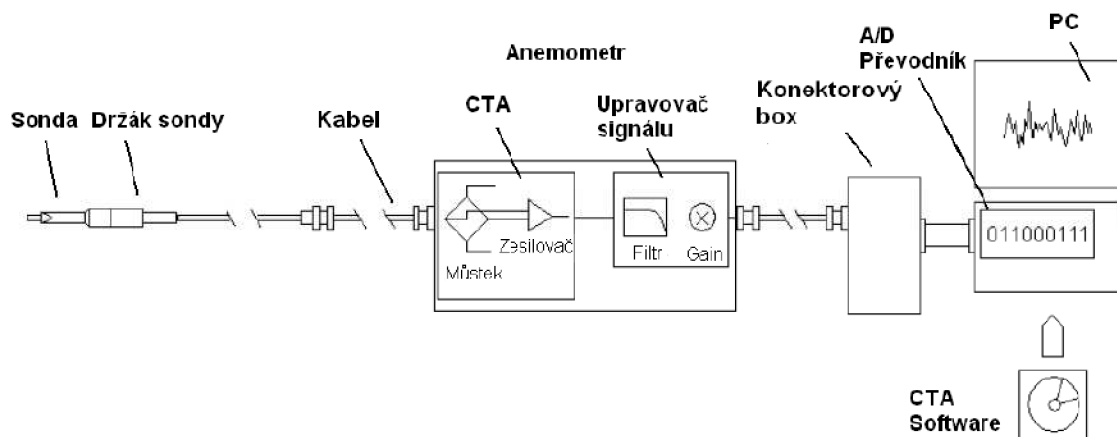 PC
A/D
Převodník
Anemometr
Konektorový
box
CTA
Upravovač
signálu
Sonda
Držák sondy
Kabel
Zesilovač
Můstek
Filtr
Gain
011000111
CTA
Software